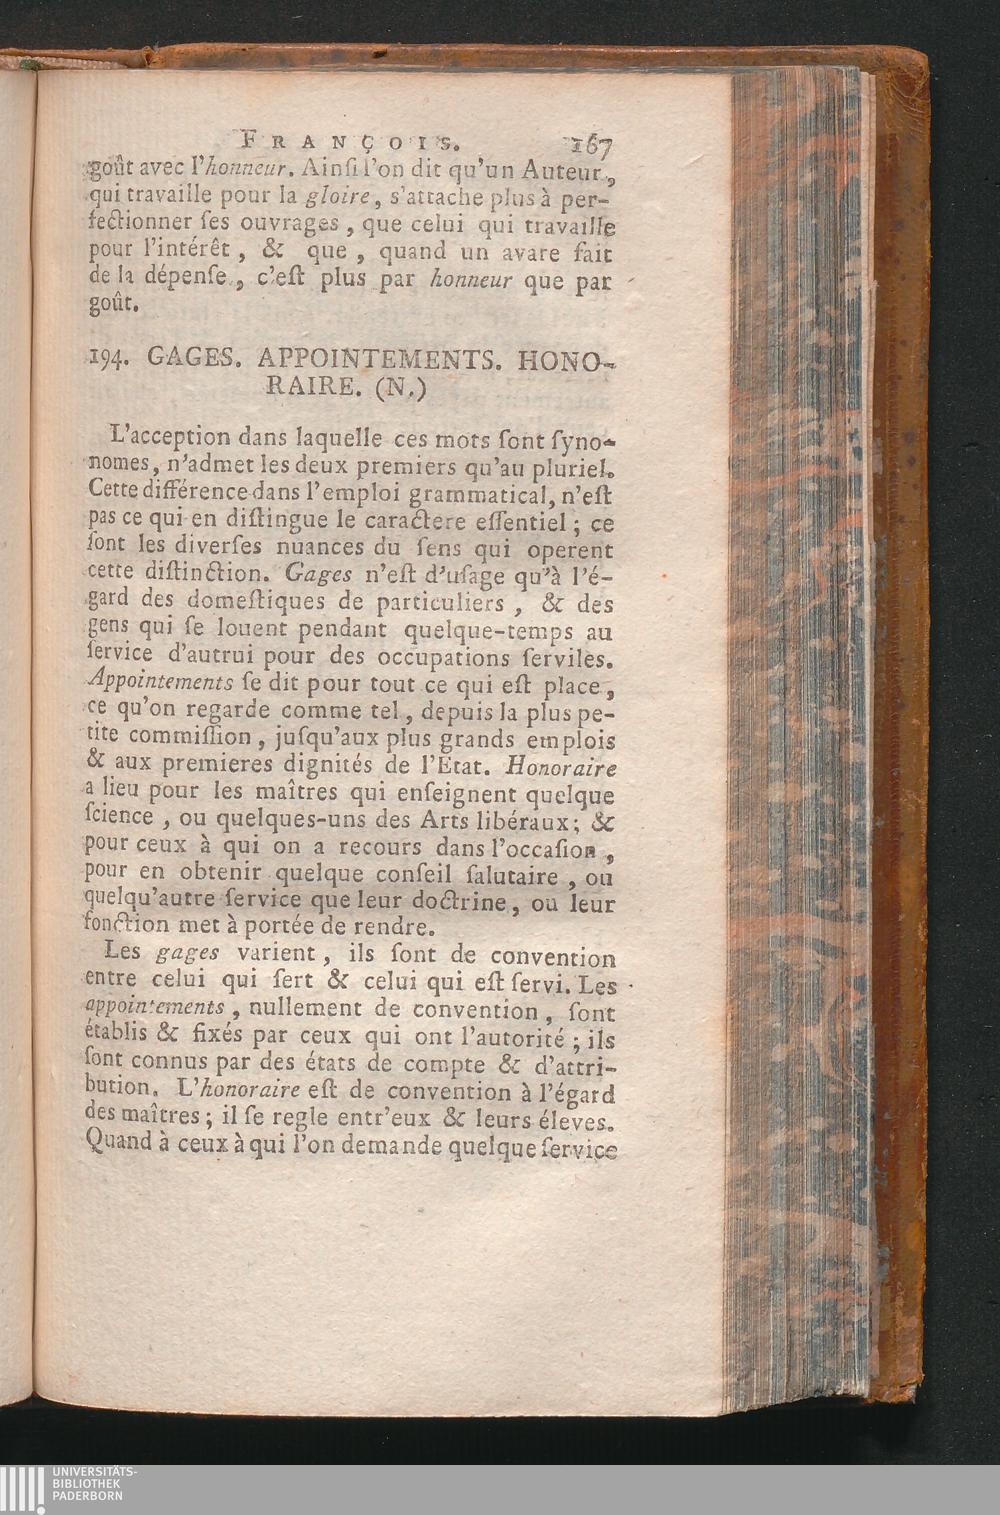 FRANÇOIS. 167
goût avec l'honneur. Ainſi l'on dit qu'un Auteur,
qui travaille pour la gloire, s'attache plus à per-
fectionner ſes ouvrages, que celui qui travaille
pour l'intérêt, & que, quand un avare fait
de la dépenſe, c'eſt plus par honneur que par
goût.
194. GAGES. APPOINTEMENTS. HONO-
RAIRE. (N.)
L'acception dans laquelle ces mots ſont ſyno-
nomes, n'admet les deux premiers qu'au pluriel.
Cette différence dans l'emploi grammatical, n'eſt
pas ce qui en diſtingue le caractere eſſentiel; ce
ſont les diverſes nuances du ſens qui operent
cette diſtinction. Gages n'eſt d'uſage qu'à l'é-
gard des domeſtiques de particuliers, & des
gens qui ſe louent pendant quelque-temps au
ſervice d'autrui pour des occupations ſerviles.
Appointements ſe dit pour tout ce qui eſt place,
ce qu'on regarde comme tel, depuis la plus pe-
tite commiſſion, juſqu'aux plus grands emplois
& aux premieres dignités de l'Etat. Honoraire
a lieu pour les maîtres qui enſeignent quelque
ſcience, ou quelques-uns des Arts libéraux; &
pour ceux à qui on a recours dans l'occaſion,
pour en obtenir quelque conſeil ſalutaire, ou
quelqu'autre ſervice que leur doctrine, ou leur
fonction met à portée de rendre.
Les gages varient, ils ſont de convention
entre celui qui ſert & celui qui eſt ſervi. Les
appointements, nullement de convention, ſont
établis & fixés par ceux qui ont l'autorité; ils
ſont connus par des états de compte & d'attri-
bution. L'honoraire eſt de convention à l'égard
des maîtres; il ſe regle entr'eux & leurs éleves.
Quand à ceux à qui l'on demande quelque ſervice
UNIVERSITÄTS-
BIBLIOTHEK
PADERBORN